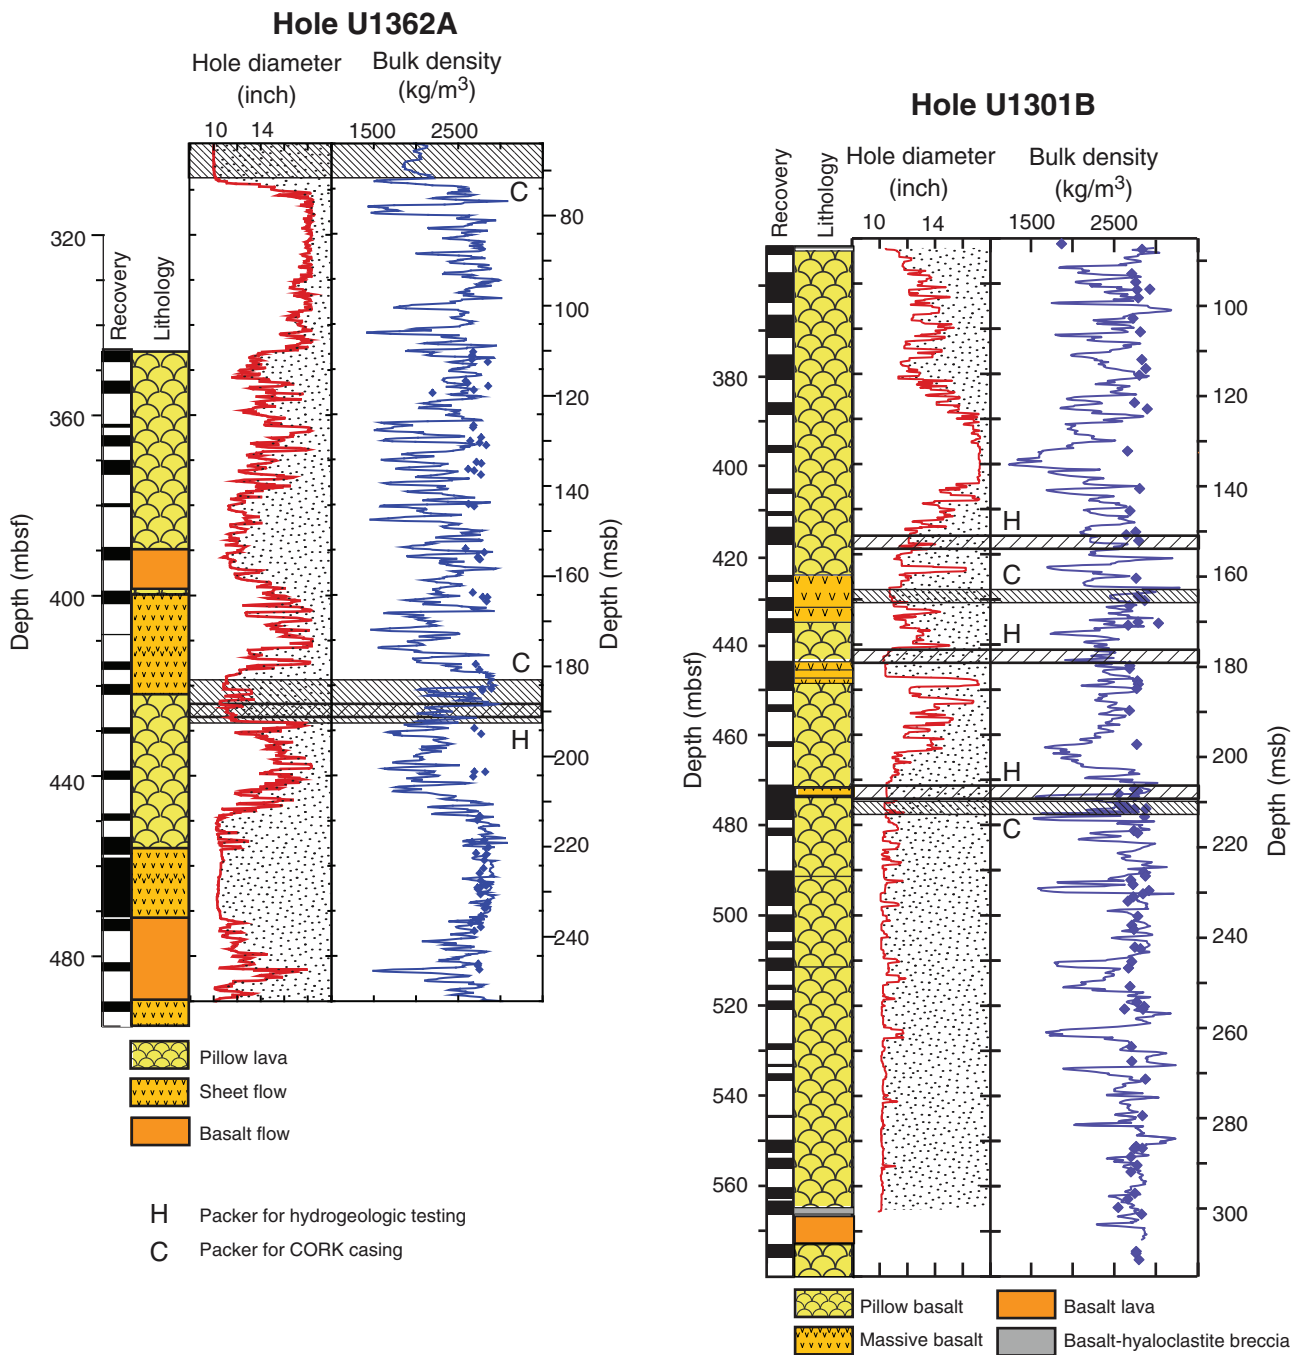 Hole U1362A
Hole diameter
(inch)
Bulk density
(kg/m3)
10 14
1500 2500
Recovery
Lithology
Depth (mbsf)
320
360
400
440
480
C
C
H
80
100
120
140
160
180
200
220
240
Depth (msb)
Pillow lava
Sheet flow
Basalt flow
H Packer for hydrogeologic testing
C Packer for CORK casing
Hole U1301B
Recovery
Lithology
Hole diameter
(inch)
Bulk density
(kg/m3)
10 14
1500 2500
Depth (mbsf)
380
400
420
440
460
480
500
520
540
560
H
C
H
H
C
100
120
140
160
180
200
220
240
260
280
300
Depth (msb)
Pillow basalt
Massive basalt
Basalt lava
Basalt-hyaloclastite breccia